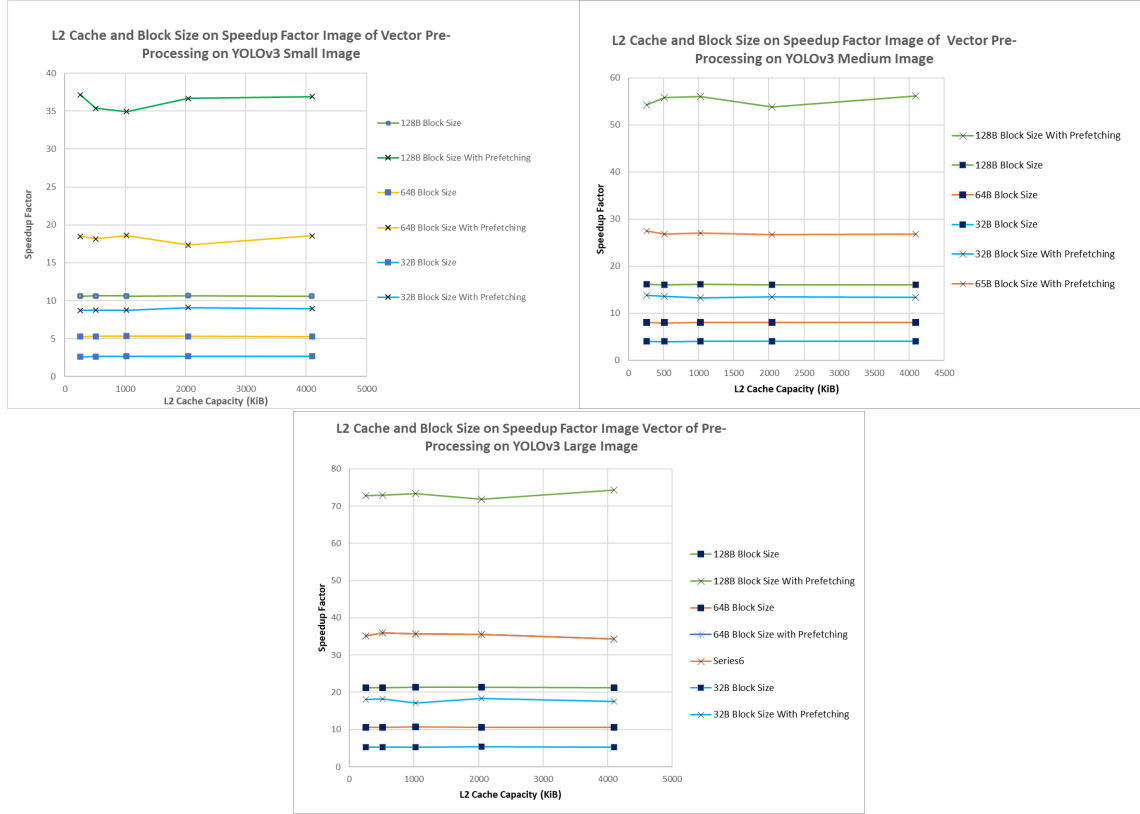 L2 Cache and Block Size on Speedup Factor Image of Vector Pre-
Processing on YOLOv3 Small Image
40
35
30
25
20
15
10
5
0
0 1000 2000 3000 4000 5000
Speedup Factor
L2 Cache Capacity (KiB)
128B Block Size
128B Block Size With Prefetching
64B Block Size
64B Block Size With Prefetching
32B Block Size
32B Block Size With Prefetching
L2 Cache and Block Size on Speedup Factor Image of Vector Pre-
Processing on YOLOv3 Medium Image
60
50
40
30
20
10
0
0 500 1000 1500 2000 2500 3000 3500 4000 4500
Speedup Factor
L2 Cache Capacity (KiB)
128B Block Size With Prefetching
128B Block Size
64B Block Size
32B Block Size
32B Block Size With Prefetching
65B Block Size With Prefetching
L2 Cache and Block Size on Speedup Factor Image Vector of Pre-
Processing on YOLOv3 Large Image
80
70
60
50
40
30
20
10
0
0 1000 2000 3000 4000 5000
Speedup Factor
L2 Cache Capacity (KiB)
128B Block Size
128B Block Size With Prefetching
64B Block Size
64B Block Size with Prefetching
Series6
32B Block Size
32B Block Size With Prefetching